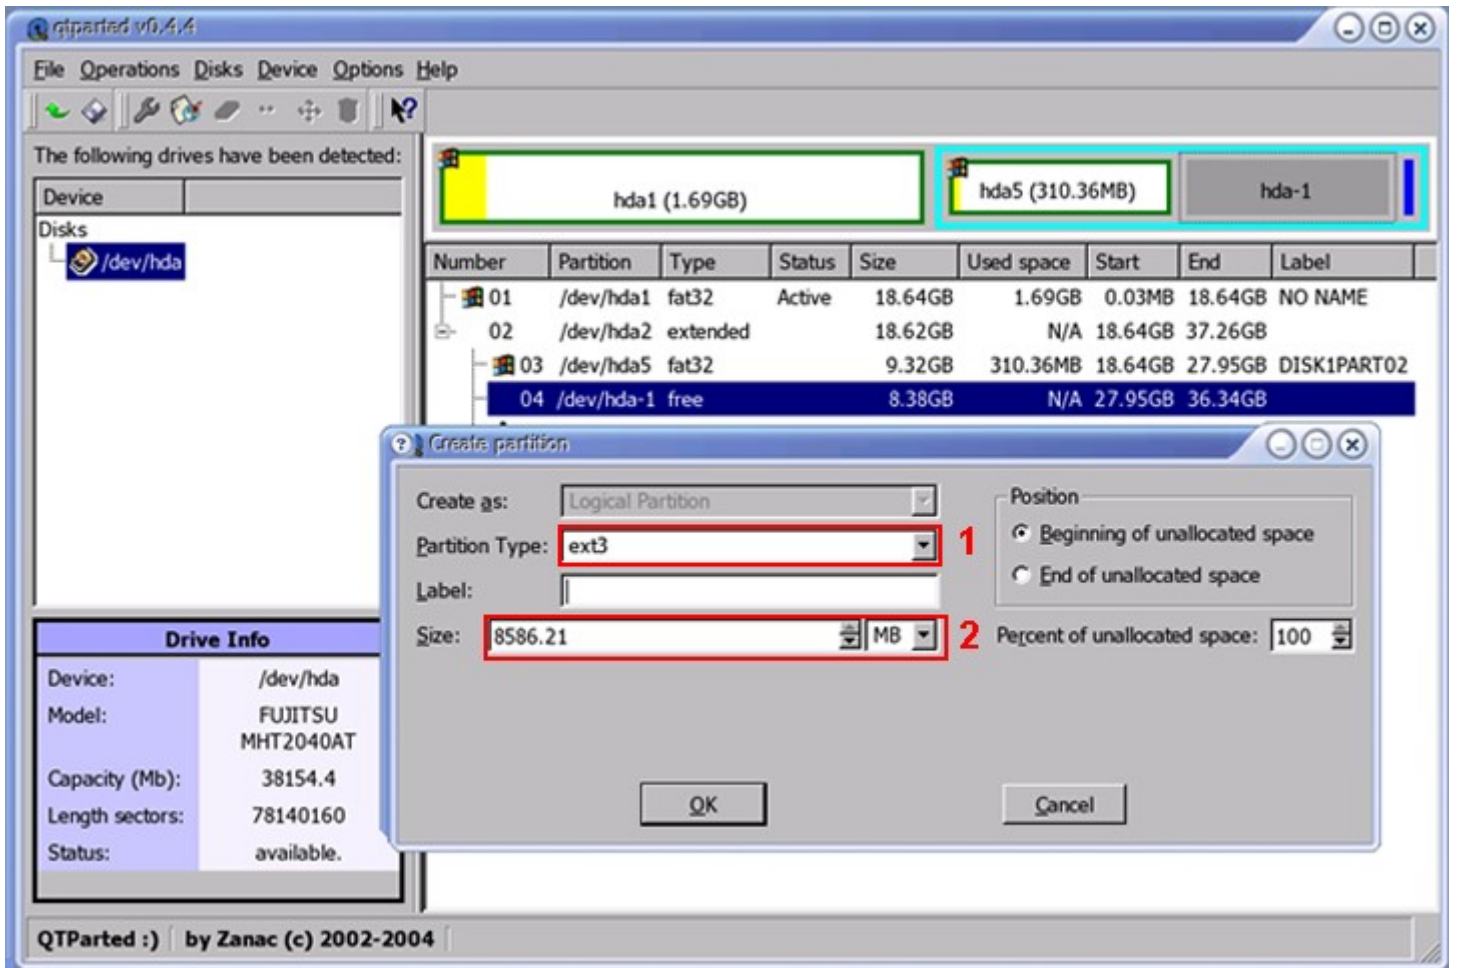 qtparted v0.4.4
File Operations Disks Device Options Help
The following drives have been detected:
Device
Disks
/dev/hda
hda1 (1.69GB)
hda5 (310.36MB)
hda-1
Number Partition Type Status Size Used space Start End Label
01 /dev/hda1 fat32 Active 18.64GB 1.69GB 0.03MB 18.64GB NO NAME
02 /dev/hda2 extended 18.62GB N/A 18.64GB 37.26GB
03 /dev/hda5 fat32 9.32GB 310.36MB 18.64GB 27.95GB DISK1PART02
04 /dev/hda-1 free 8.38GB N/A 27.95GB 36.34GB
Create partition
Create as: Logical Partition
Partition Type: ext3 1
Label:
Size: 8586.21 MB 2
Position
Beginning of unallocated space
End of unallocated space
Percent of unallocated space: 100
OK Cancel
Drive Info
Device: /dev/hda
Model: FUJITSU
MHT2040AT
Capacity (Mb): 38154.4
Length sectors: 78140160
Status: available.
QTParted :) by Zanac (c) 2002-2004